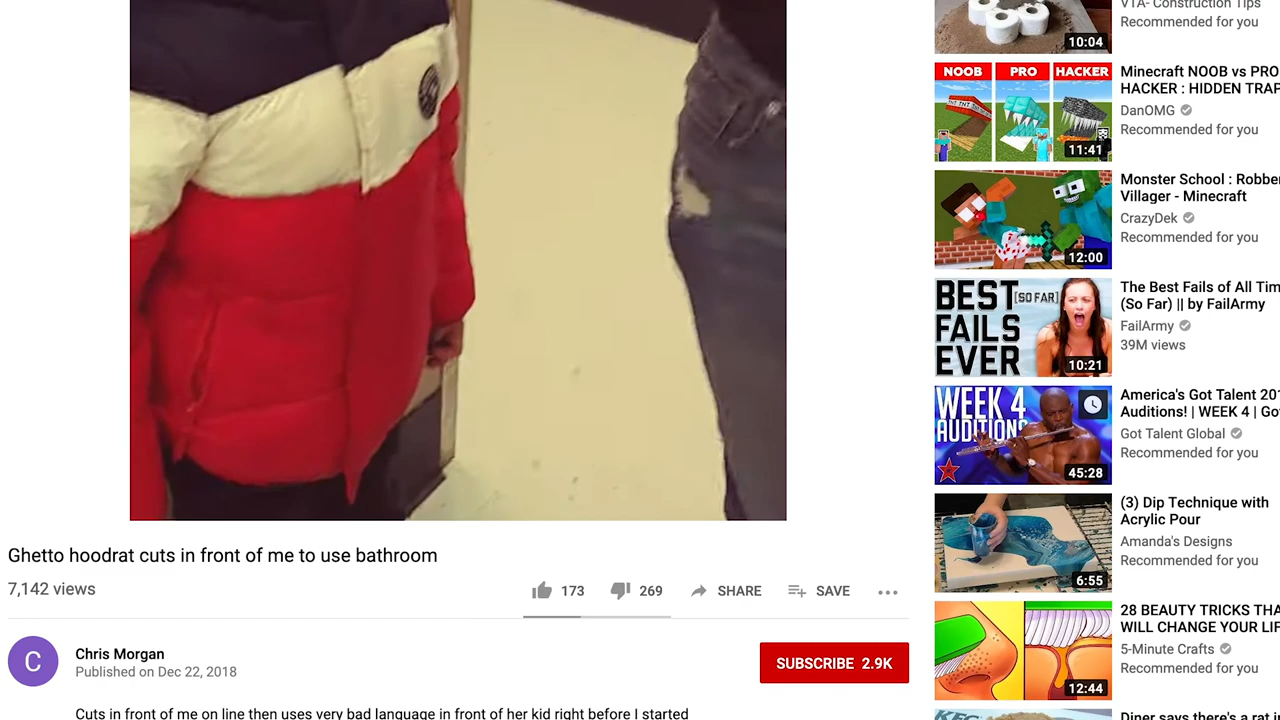 Ghetto hoodrat cuts in front of me to use bathroom
7,142 views
173
269
SHARE
SAVE
C
Chris Morgan
Published on Dec 22, 2018
SUBSCRIBE 2.9K
Cuts in front of me on line then uses very bad language in front of her kid right before I started
VTA- Construction Tips
Recommended for you
10:04
NOOB
PRO
HACKER
11:41
Minecraft NOOB vs PRO
HACKER : HIDDEN TRAP
DanOMG
Recommended for you
12:00
Monster School : Robbe
Villager - Minecraft
CrazyDek
Recommended for you
BEST
[SO FAR]
FAILS
EVER
10:21
The Best Fails of All Tim
(So Far) || by FailArmy
FailArmy
39M views
WEEK 4
AUDITIONS
45:28
America's Got Talent 201
Auditions! | WEEK 4 | Go
Got Talent Global
Recommended for you
6:55
(3) Dip Technique with
Acrylic Pour
Amanda's Designs
Recommended for you
12:44
28 BEAUTY TRICKS THA
WILL CHANGE YOUR LIF
5-Minute Crafts
Recommended for you
KFC
Diner says there's a rat in